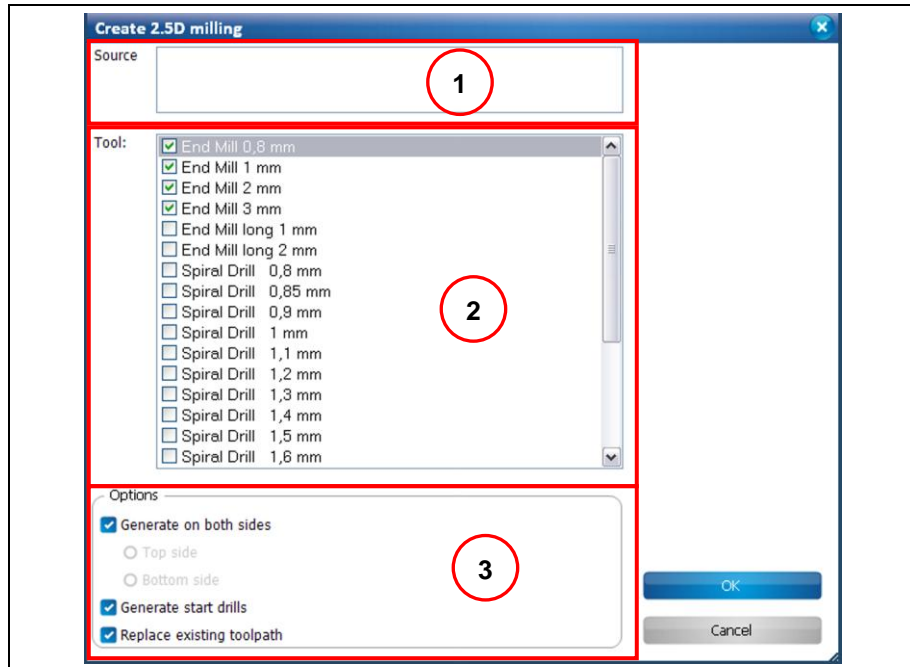 Create 2.5D milling
Source
1
Tool:
End Mill 0,8 mm
End Mill 1 mm
End Mill 2 mm
End Mill 3 mm
End Mill long 1 mm
End Mill long 2 mm
Spiral Drill 0,8 mm
Spiral Drill 0,85 mm
Spiral Drill 0,9 mm
Spiral Drill 1 mm
Spiral Drill 1,1 mm
Spiral Drill 1,2 mm
Spiral Drill 1,3 mm
Spiral Drill 1,4 mm
Spiral Drill 1,5 mm
Spiral Drill 1,6 mm
2
Options
Generate on both sides
Top side
Bottom side
Generate start drills
Replace existing toolpath
3
OK
Cancel